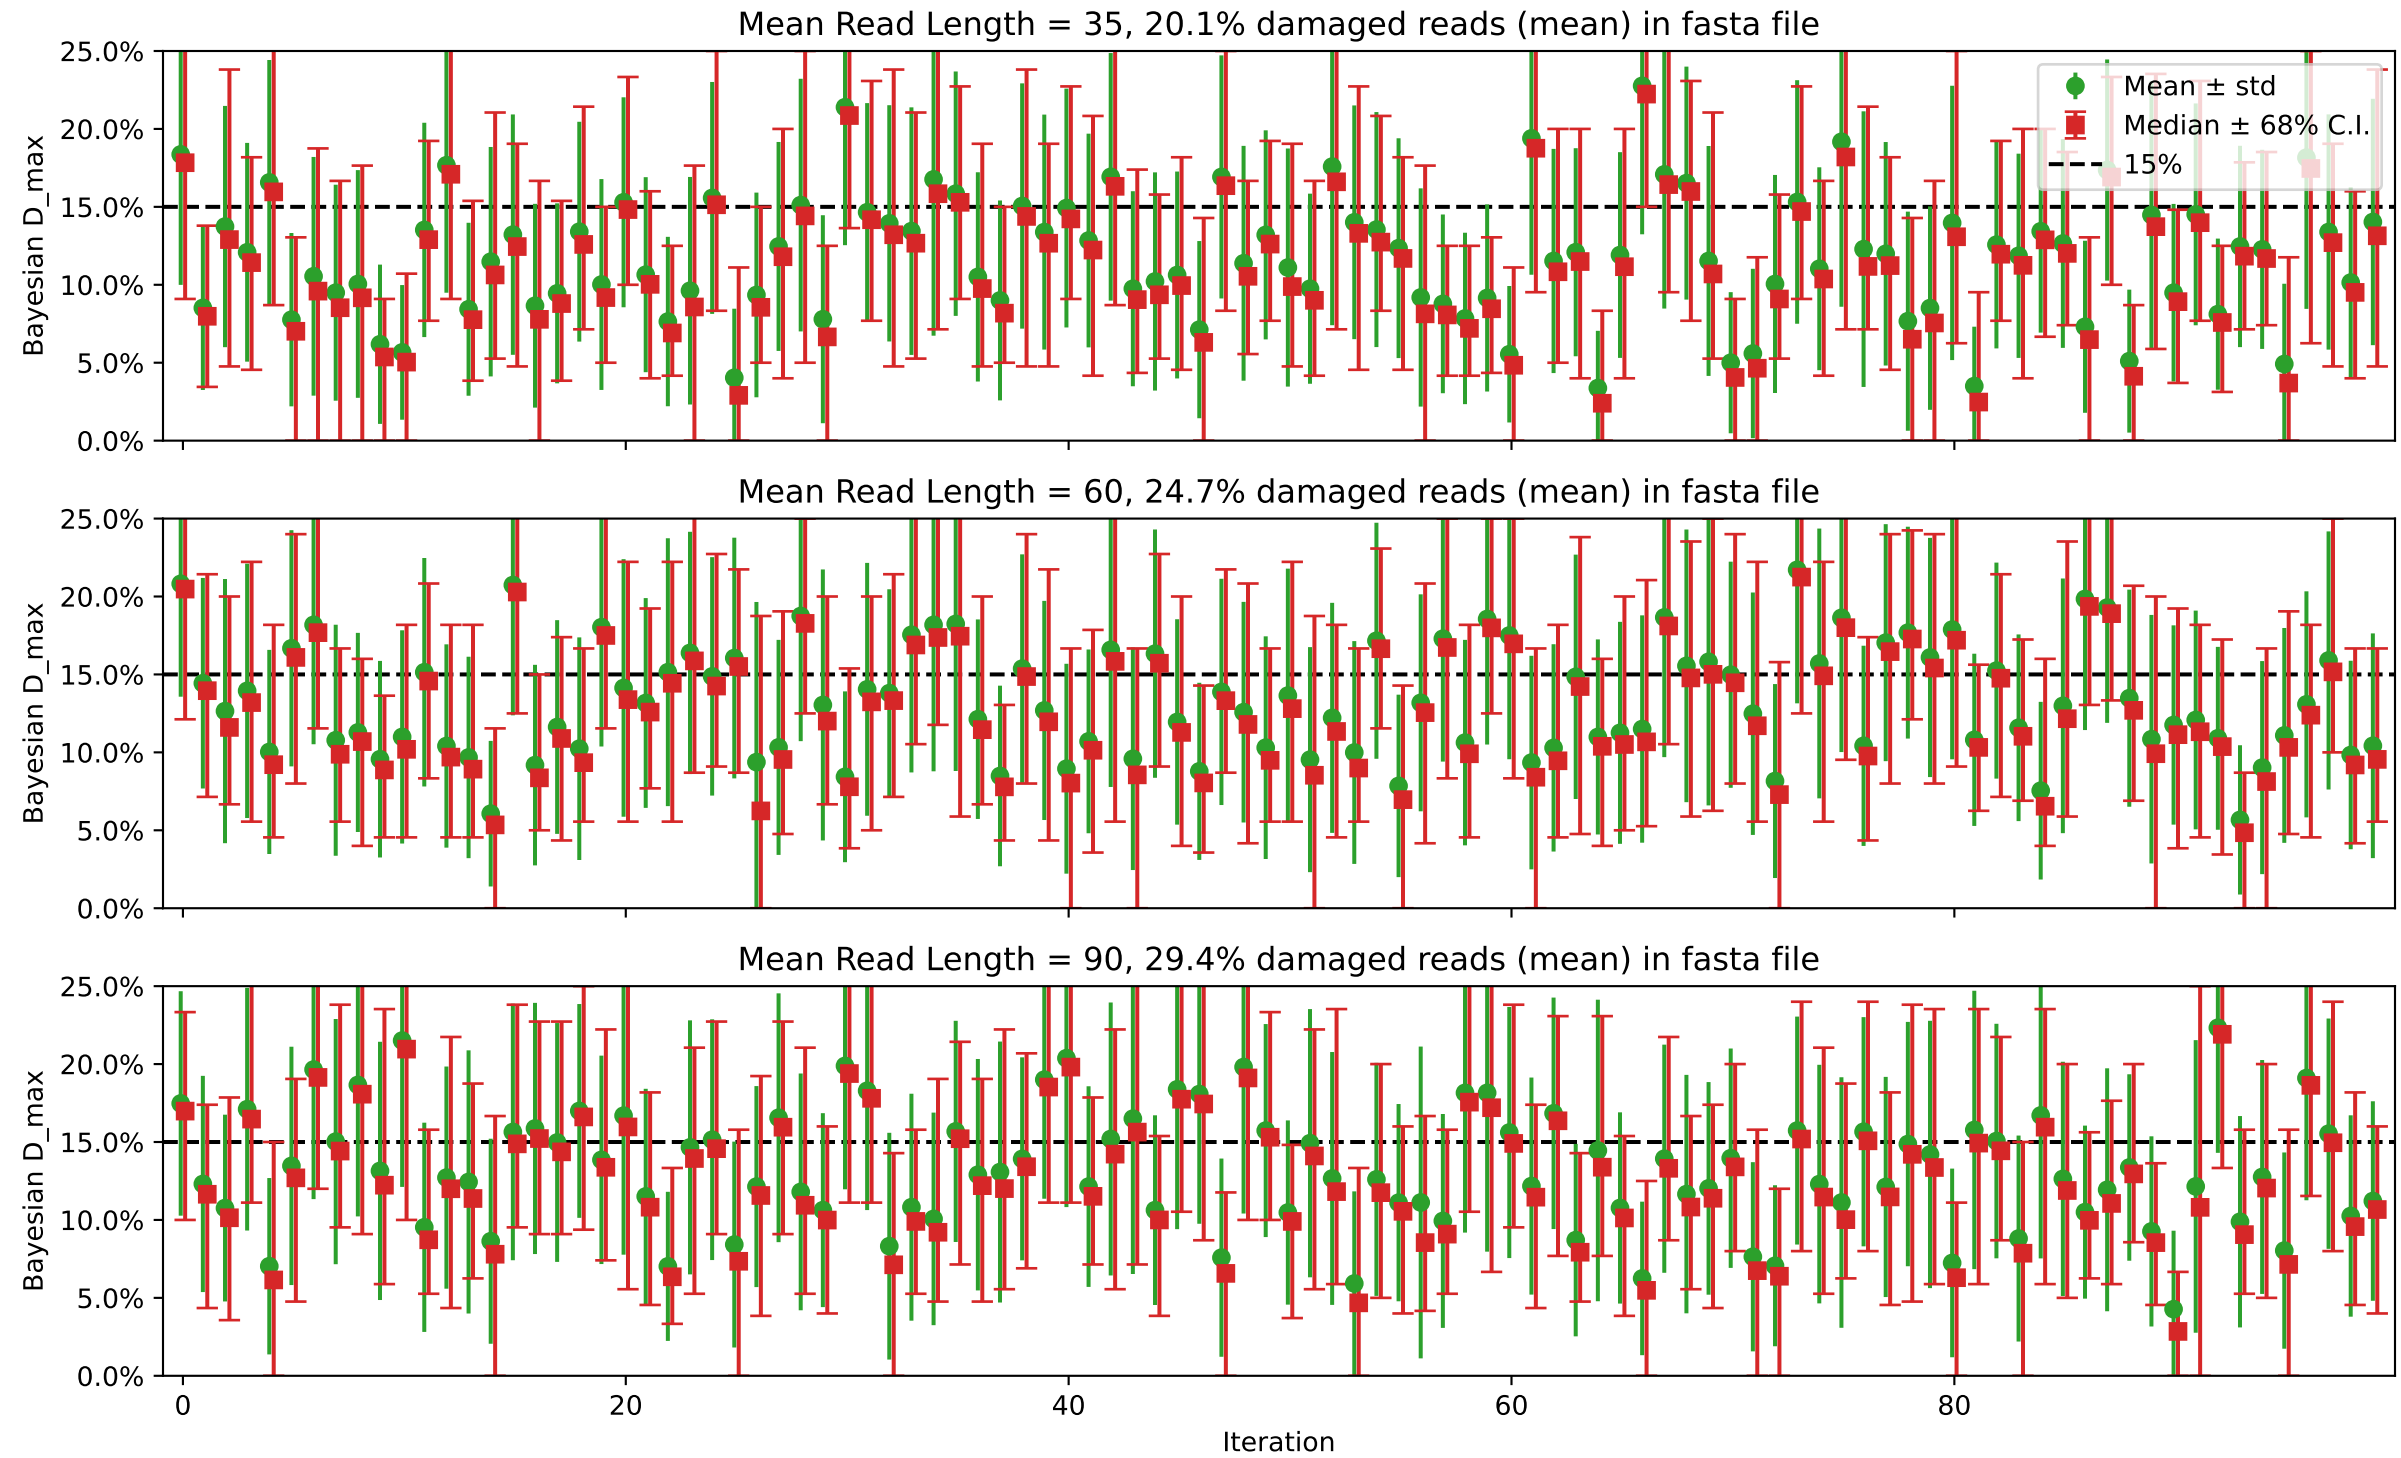 Mean Read Length = 35, 20.1% damaged reads (mean) in fasta file
25.0%
20.0%
15.0%
10.0%
5.0%
0.0%
Bayesian D_max
Mean ± std
Median ± 68% C.I.
15%
Mean Read Length = 60, 24.7% damaged reads (mean) in fasta file
25.0%
20.0%
15.0%
10.0%
5.0%
0.0%
Bayesian D_max
Mean Read Length = 90, 29.4% damaged reads (mean) in fasta file
25.0%
20.0%
15.0%
10.0%
5.0%
0.0%
Bayesian D_max
0 20 40 60 80
Iteration